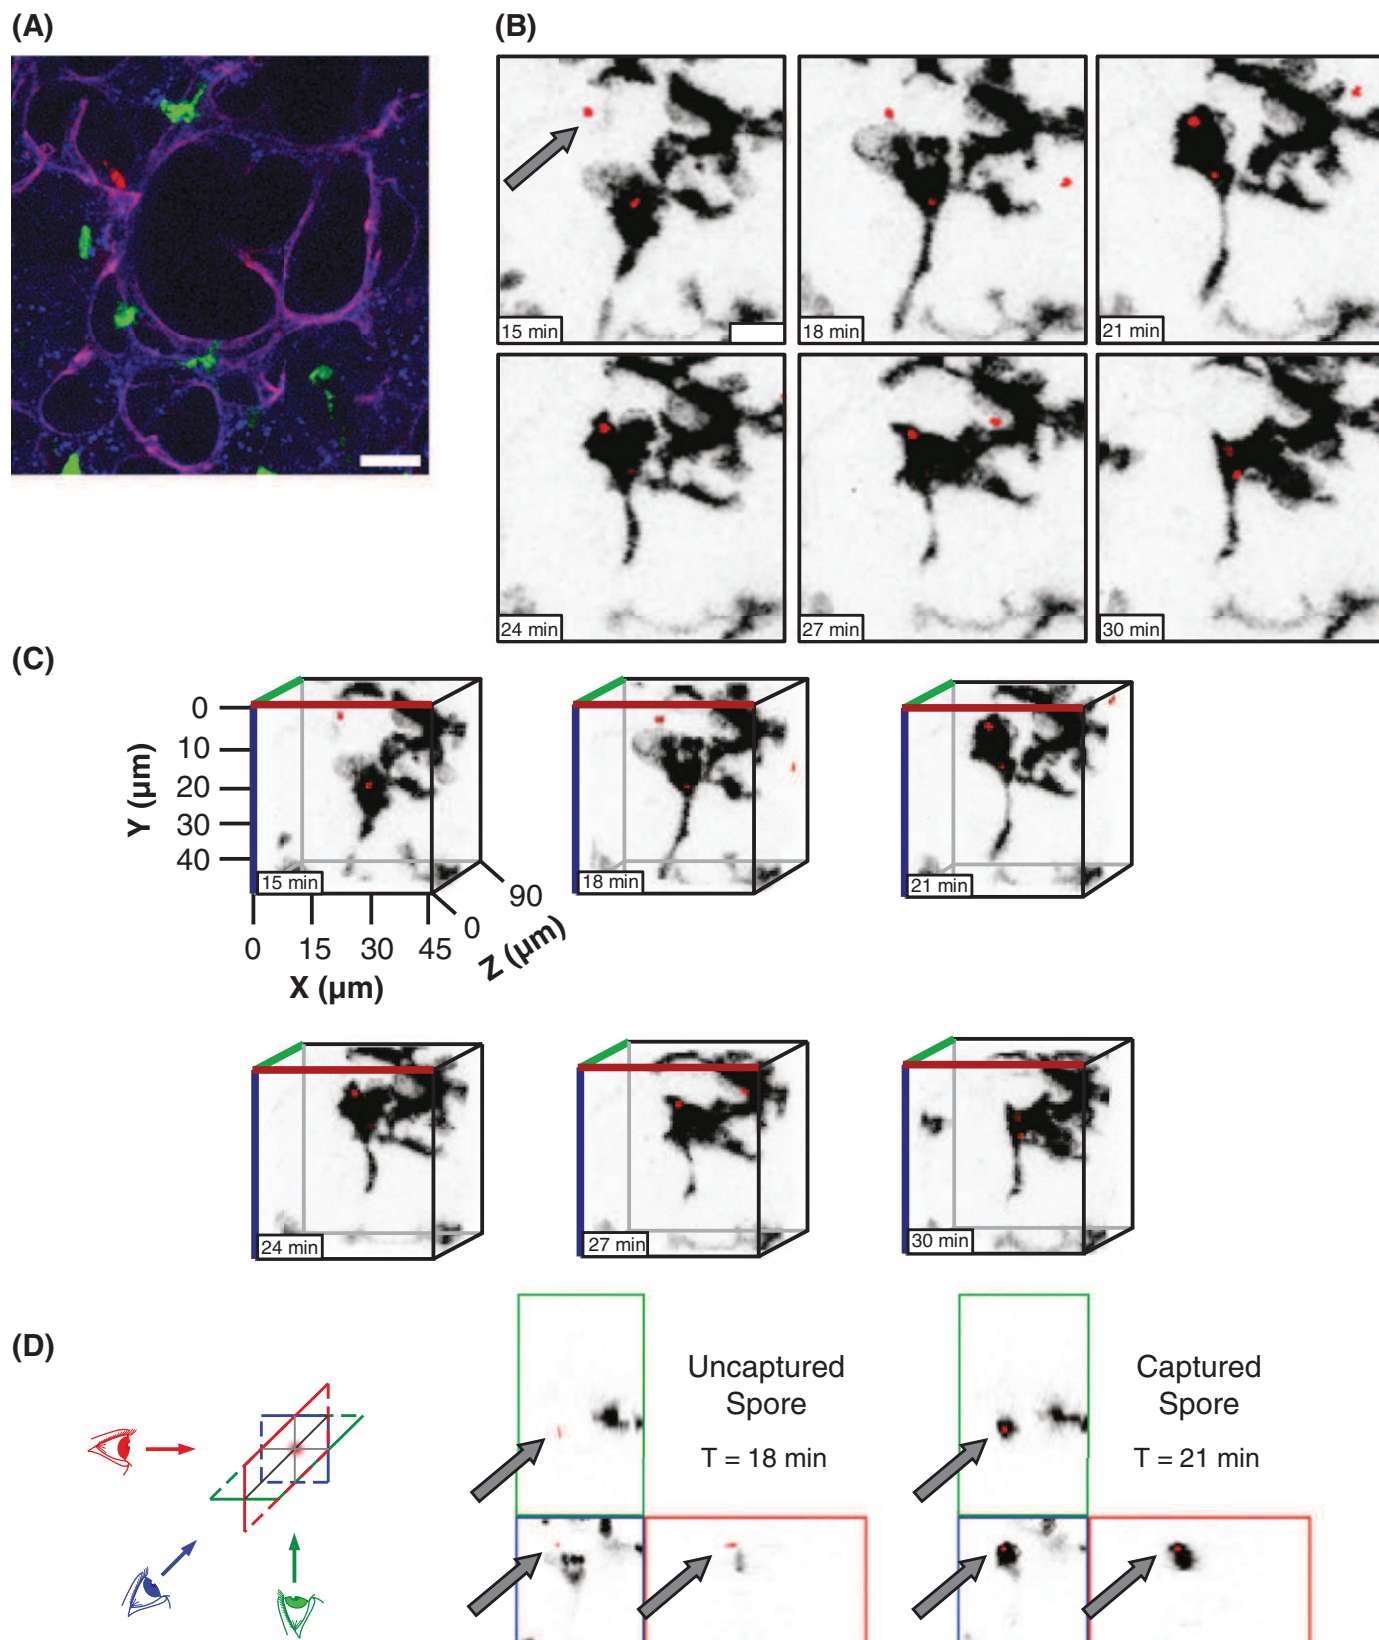 (A)
(B)
15 min
18 min
21 min
24 min
27 min
30 min
(C)
0
10
20
30
40
Y (µm)
0
15
30
45
X (µm)
0
90
Z (µm)
15 min
18 min
21 min
24 min
27 min
30 min
(D)
Uncaptured
Spore
T = 18 min
Captured
Spore
T = 21 min